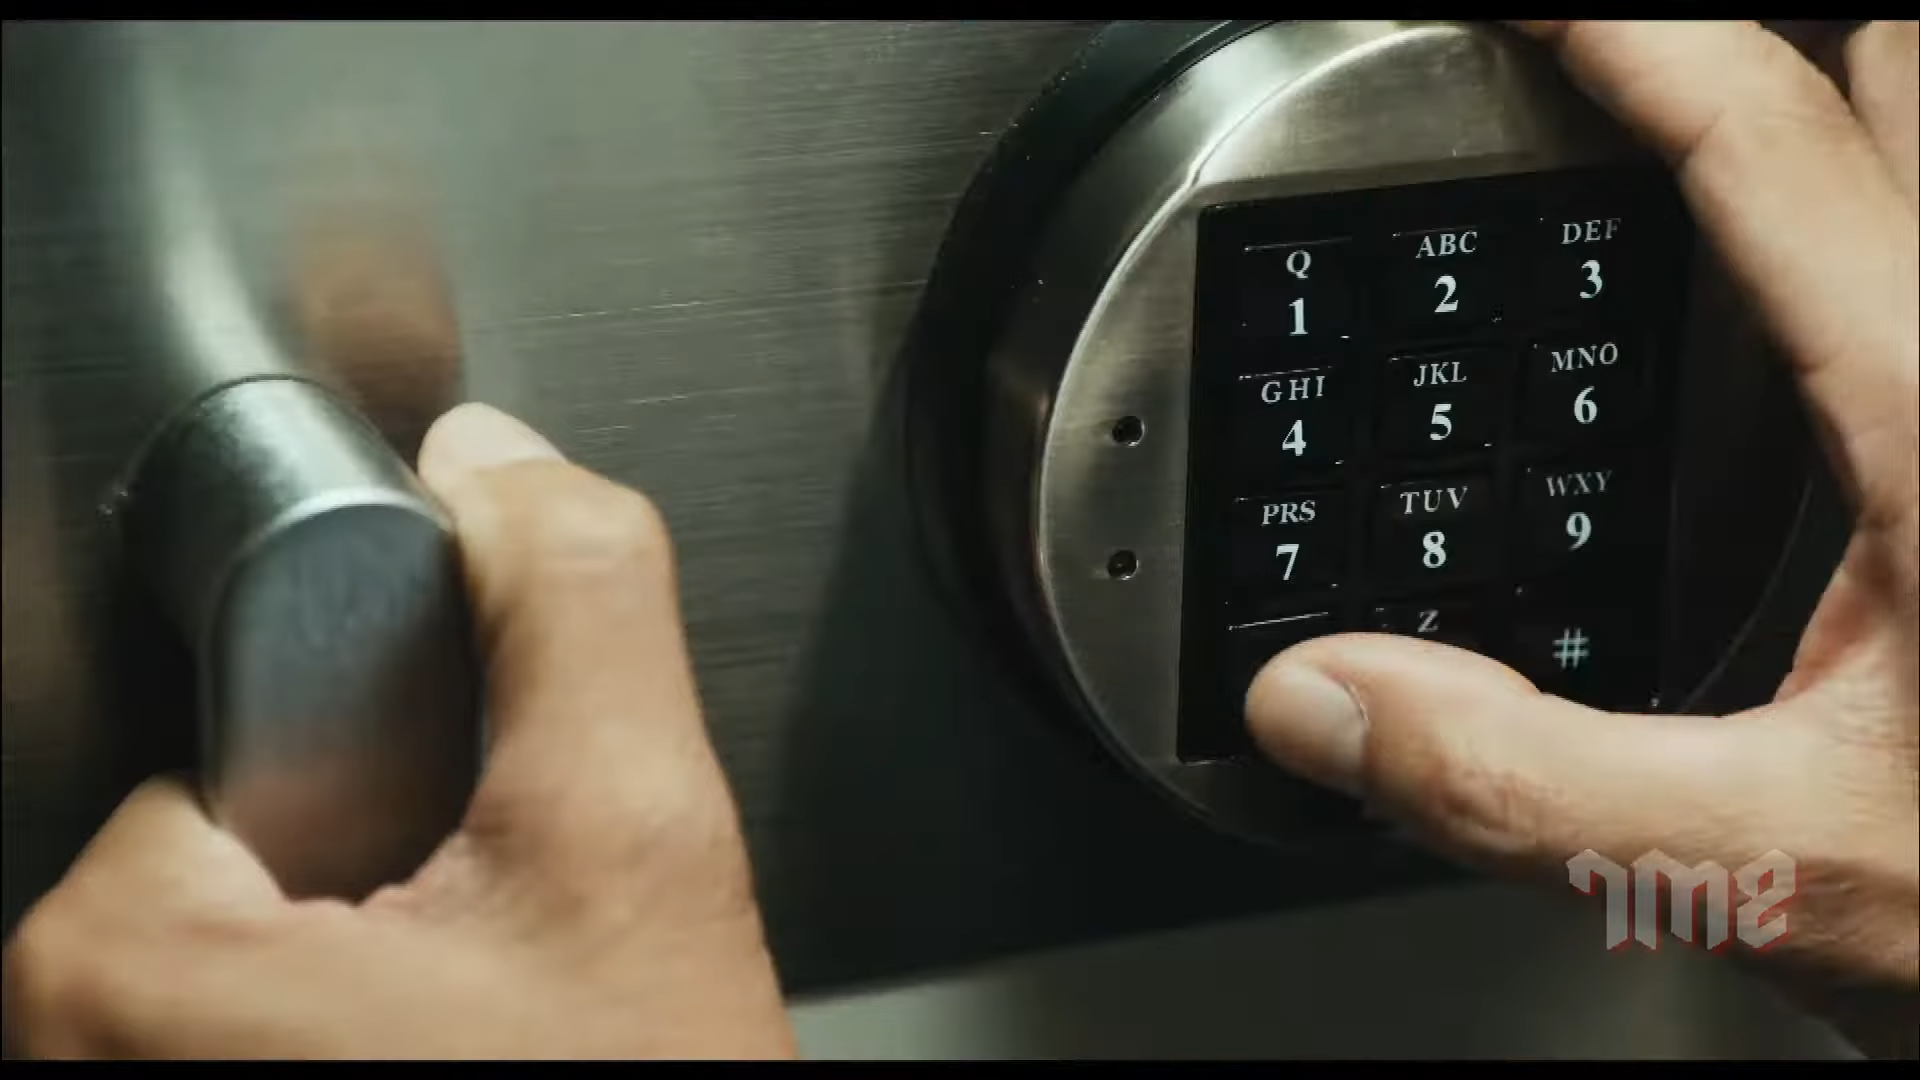 Q ABC DEF
1 2 3
GHI JKL MNO
4 5 6
PRS TUV WXY
7 8 9
Z
#